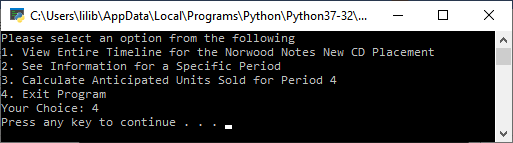 C:\Users\lilib\AppData\Local\Programs\Python\Python37-32\...
Please select an option from the following
1. View Entire Timeline for the Norwood Notes New CD Placement
2. See Information for a Specific Period
3. Calculate Anticipated Units Sold for Period 4
4. Exit Program
Your Choice: 4
Press any key to continue . . .